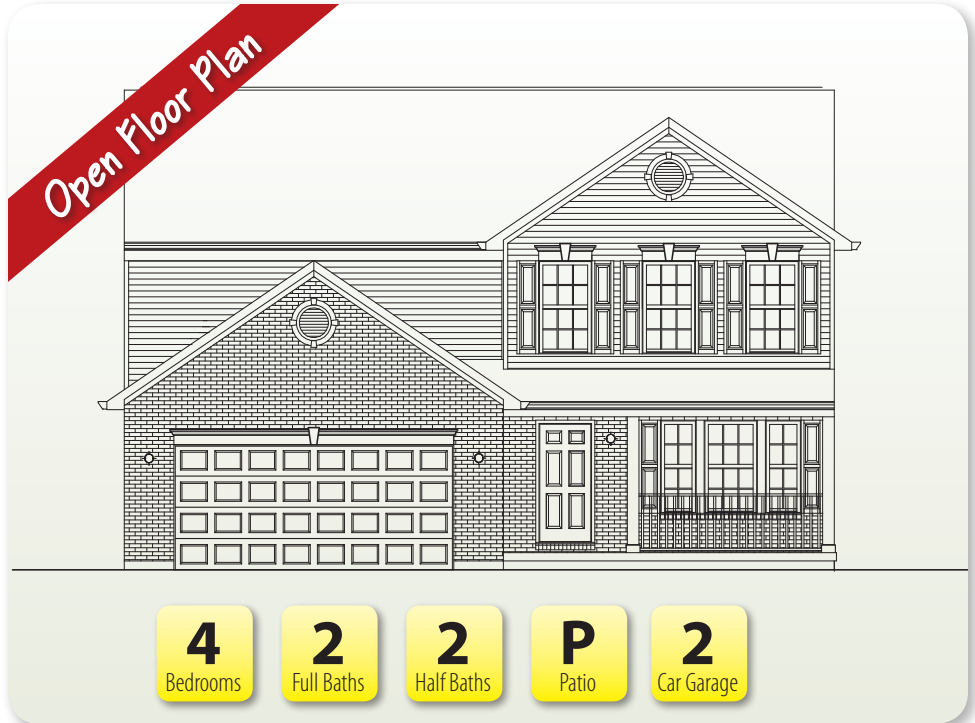 Open Floor Plan
4
Bedrooms
2
Full Baths
2
Half Baths
P
Patio
2
Car Garage